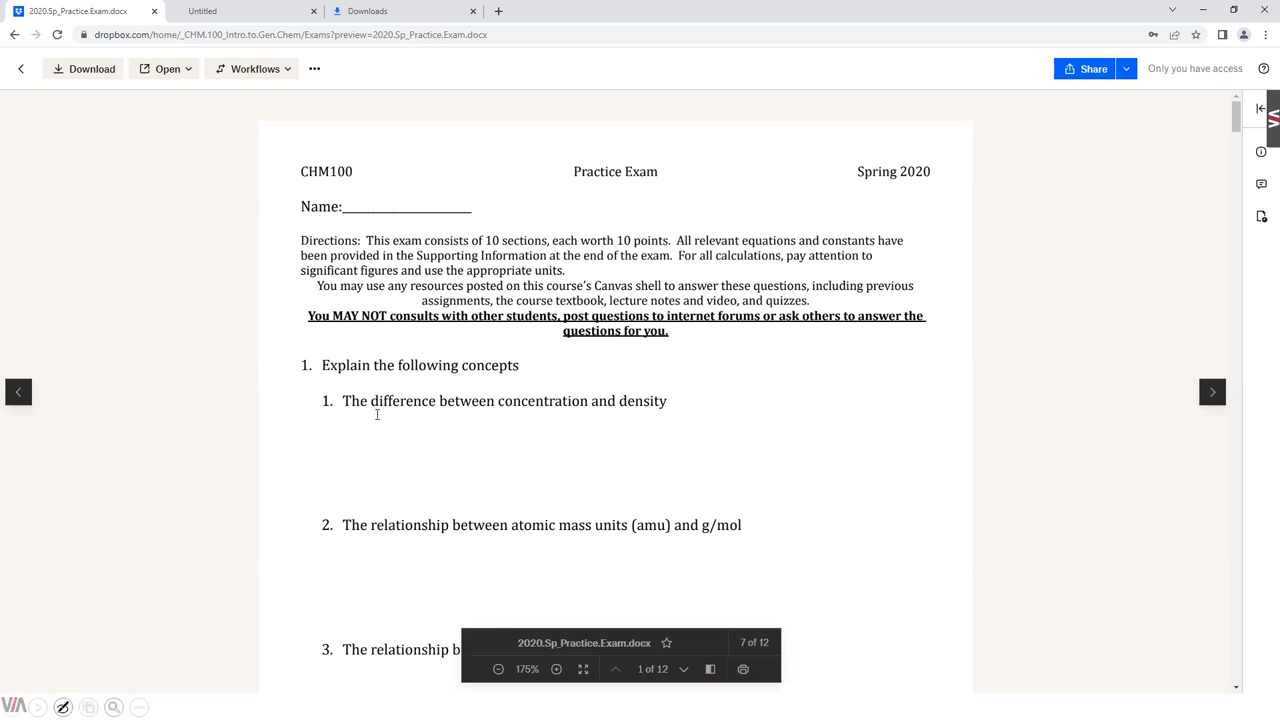 2020.Sp_Practice.Exam.docx
Untitled
Downloads
dropbox.com/home/_CHM.100_Intro.to.Gen.Chem/Exams?preview=2020.Sp_Practice.Exam.docx
Download
Open
Workflows
Share
Only you have access
CHM100 Practice Exam Spring 2020
Name:____________________
Directions: This exam consists of 10 sections, each worth 10 points. All relevant equations and constants have
been provided in the Supporting Information at the end of the exam. For all calculations, pay attention to
significant figures and use the appropriate units.
You may use any resources posted on this course's Canvas shell to answer these questions, including previous
assignments, the course textbook, lecture notes and video, and quizzes.
You MAY NOT consults with other students, post questions to internet forums or ask others to answer the
questions for you.
1. Explain the following concepts
1. The difference between concentration and density
2. The relationship between atomic mass units (amu) and g/mol
3. The relationship b
2020.Sp_Practice.Exam.docx 7 of 12
175% 1 of 12
VIA